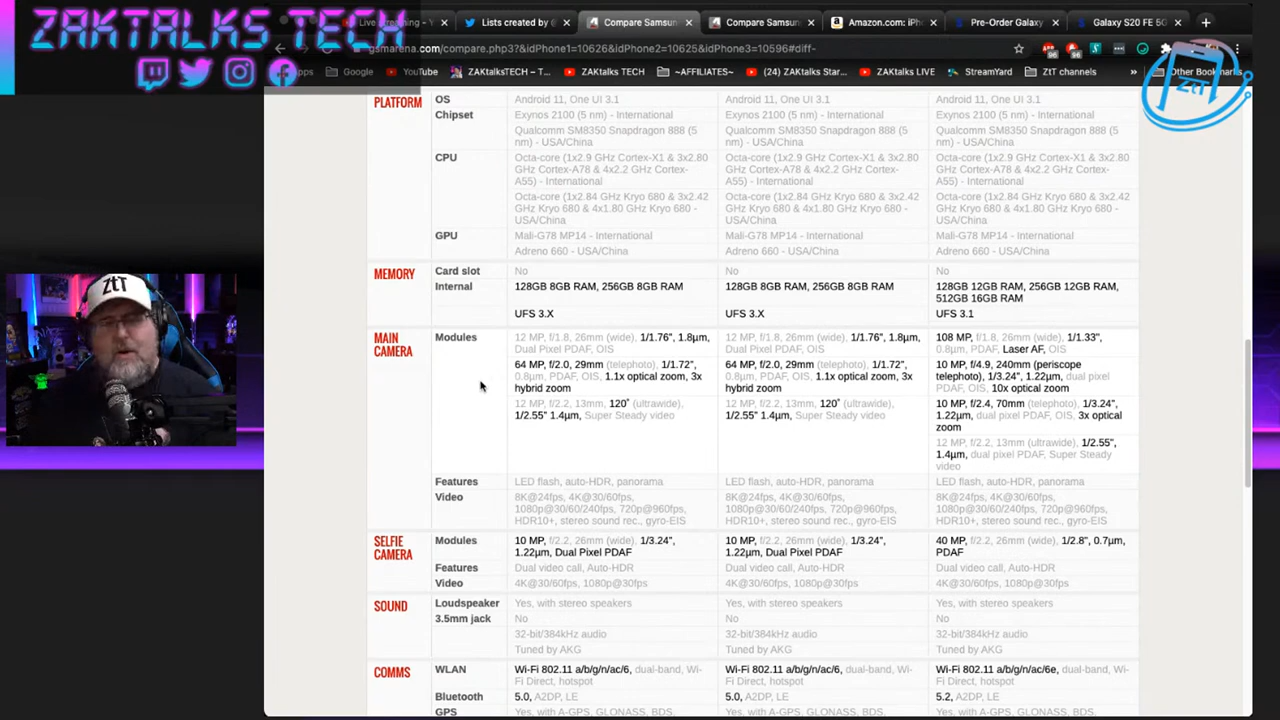 ZAKTALKS TECH
Live streaming - Y
Lists created by @
Compare Samsun
Compare Samsun
Amazon.com: iPh
Pre-Order Galaxy
Galaxy S20 FE 5G
gsmarena.com/compare.php3?&idPhone1=10626&idPhone2=10625&idPhone3=10596#diff-
Google
YouTube
ZAKtalksTECH – T...
ZAKtalks TECH
~AFFILIATES~
(24) ZAKtalks Star...
ZAKtalks LIVE
StreamYard
ZtT channels
Other Bookmarks
ZtT
PLATFORM OS Android 11, One UI 3.1 Android 11, One UI 3.1 Android 11, One UI 3.1
Chipset Exynos 2100 (5 nm) - International Exynos 2100 (5 nm) - International Exynos 2100 (5 nm) - International
Qualcomm SM8350 Snapdragon 888 (5 Qualcomm SM8350 Snapdragon 888 (5 Qualcomm SM8350 Snapdragon 888 (5
nm) - USA/China nm) - USA/China nm) - USA/China
CPU Octa-core (1x2.9 GHz Cortex-X1 & 3x2.80 Octa-core (1x2.9 GHz Cortex-X1 & 3x2.80 Octa-core (1x2.9 GHz Cortex-X1 & 3x2.80
GHz Cortex-A78 & 4x2.2 GHz Cortex- GHz Cortex-A78 & 4x2.2 GHz Cortex- GHz Cortex-A78 & 4x2.2 GHz Cortex-
A55) - International A55) - International A55) - International
Octa-core (1x2.84 GHz Kryo 680 & 3x2.42 Octa-core (1x2.84 GHz Kryo 680 & 3x2.42 Octa-core (1x2.84 GHz Kryo 680 & 3x2.42
GHz Kryo 680 & 4x1.80 GHz Kryo 680 - GHz Kryo 680 & 4x1.80 GHz Kryo 680 - GHz Kryo 680 & 4x1.80 GHz Kryo 680 -
USA/China USA/China USA/China
GPU Mali-G78 MP14 - International Mali-G78 MP14 - International Mali-G78 MP14 - International
Adreno 660 - USA/China Adreno 660 - USA/China Adreno 660 - USA/China
MEMORY Card slot No No No
Internal 128GB 8GB RAM, 256GB 8GB RAM 128GB 8GB RAM, 256GB 8GB RAM 128GB 12GB RAM, 256GB 12GB RAM,
512GB 16GB RAM
UFS 3.X UFS 3.X UFS 3.1
MAIN Modules 12 MP, f/1.8, 26mm (wide), 1/1.76", 1.8µm, 12 MP, f/1.8, 26mm (wide), 1/1.76", 1.8µm, 108 MP, f/1.8, 26mm (wide), 1/1.33",
CAMERA Dual Pixel PDAF, OIS Dual Pixel PDAF, OIS 0.8µm, PDAF, Laser AF, OIS
64 MP, f/2.0, 29mm (telephoto), 1/1.72", 64 MP, f/2.0, 29mm (telephoto), 1/1.72", 10 MP, f/4.9, 240mm (periscope
0.8µm, PDAF, OIS, 1.1x optical zoom, 3x 0.8µm, PDAF, OIS, 1.1x optical zoom, 3x telephoto), 1/3.24", 1.22µm, dual pixel
hybrid zoom hybrid zoom PDAF, OIS, 10x optical zoom
12 MP, f/2.2, 13mm, 120˚ (ultrawide), 12 MP, f/2.2, 13mm, 120˚ (ultrawide), 10 MP, f/2.4, 70mm (telephoto), 1/3.24",
1/2.55" 1.4µm, Super Steady video 1/2.55" 1.4µm, Super Steady video 1.22µm, dual pixel PDAF, OIS, 3x optical
zoom
12 MP, f/2.2, 13mm (ultrawide), 1/2.55",
1.4µm, dual pixel PDAF, Super Steady
video
Features LED flash, auto-HDR, panorama LED flash, auto-HDR, panorama LED flash, auto-HDR, panorama
Video 8K@24fps, 4K@30/60fps, 8K@24fps, 4K@30/60fps, 8K@24fps, 4K@30/60fps,
1080p@30/60/240fps, 720p@960fps, 1080p@30/60/240fps, 720p@960fps, 1080p@30/60/240fps, 720p@960fps,
HDR10+, stereo sound rec., gyro-EIS HDR10+, stereo sound rec., gyro-EIS HDR10+, stereo sound rec., gyro-EIS
SELFIE Modules 10 MP, f/2.2, 26mm (wide), 1/3.24", 10 MP, f/2.2, 26mm (wide), 1/3.24", 40 MP, f/2.2, 26mm (wide), 1/2.8", 0.7µm,
CAMERA 1.22µm, Dual Pixel PDAF 1.22µm, Dual Pixel PDAF PDAF
Features Dual video call, Auto-HDR Dual video call, Auto-HDR Dual video call, Auto-HDR
Video 4K@30/60fps, 1080p@30fps 4K@30/60fps, 1080p@30fps 4K@30/60fps, 1080p@30fps
SOUND Loudspeaker Yes, with stereo speakers Yes, with stereo speakers Yes, with stereo speakers
3.5mm jack No No No
32-bit/384kHz audio 32-bit/384kHz audio 32-bit/384kHz audio
Tuned by AKG Tuned by AKG Tuned by AKG
COMMS WLAN Wi-Fi 802.11 a/b/g/n/ac/6, dual-band, Wi- Wi-Fi 802.11 a/b/g/n/ac/6, dual-band, Wi- Wi-Fi 802.11 a/b/g/n/ac/6e, dual-band, Wi-
Fi Direct, hotspot Fi Direct, hotspot Fi Direct, hotspot
Bluetooth 5.0, A2DP, LE 5.0, A2DP, LE 5.2, A2DP, LE
GPS Yes, with A-GPS, GLONASS, BDS, Yes, with A-GPS, GLONASS, BDS, Yes, with A-GPS, GLONASS, BDS,